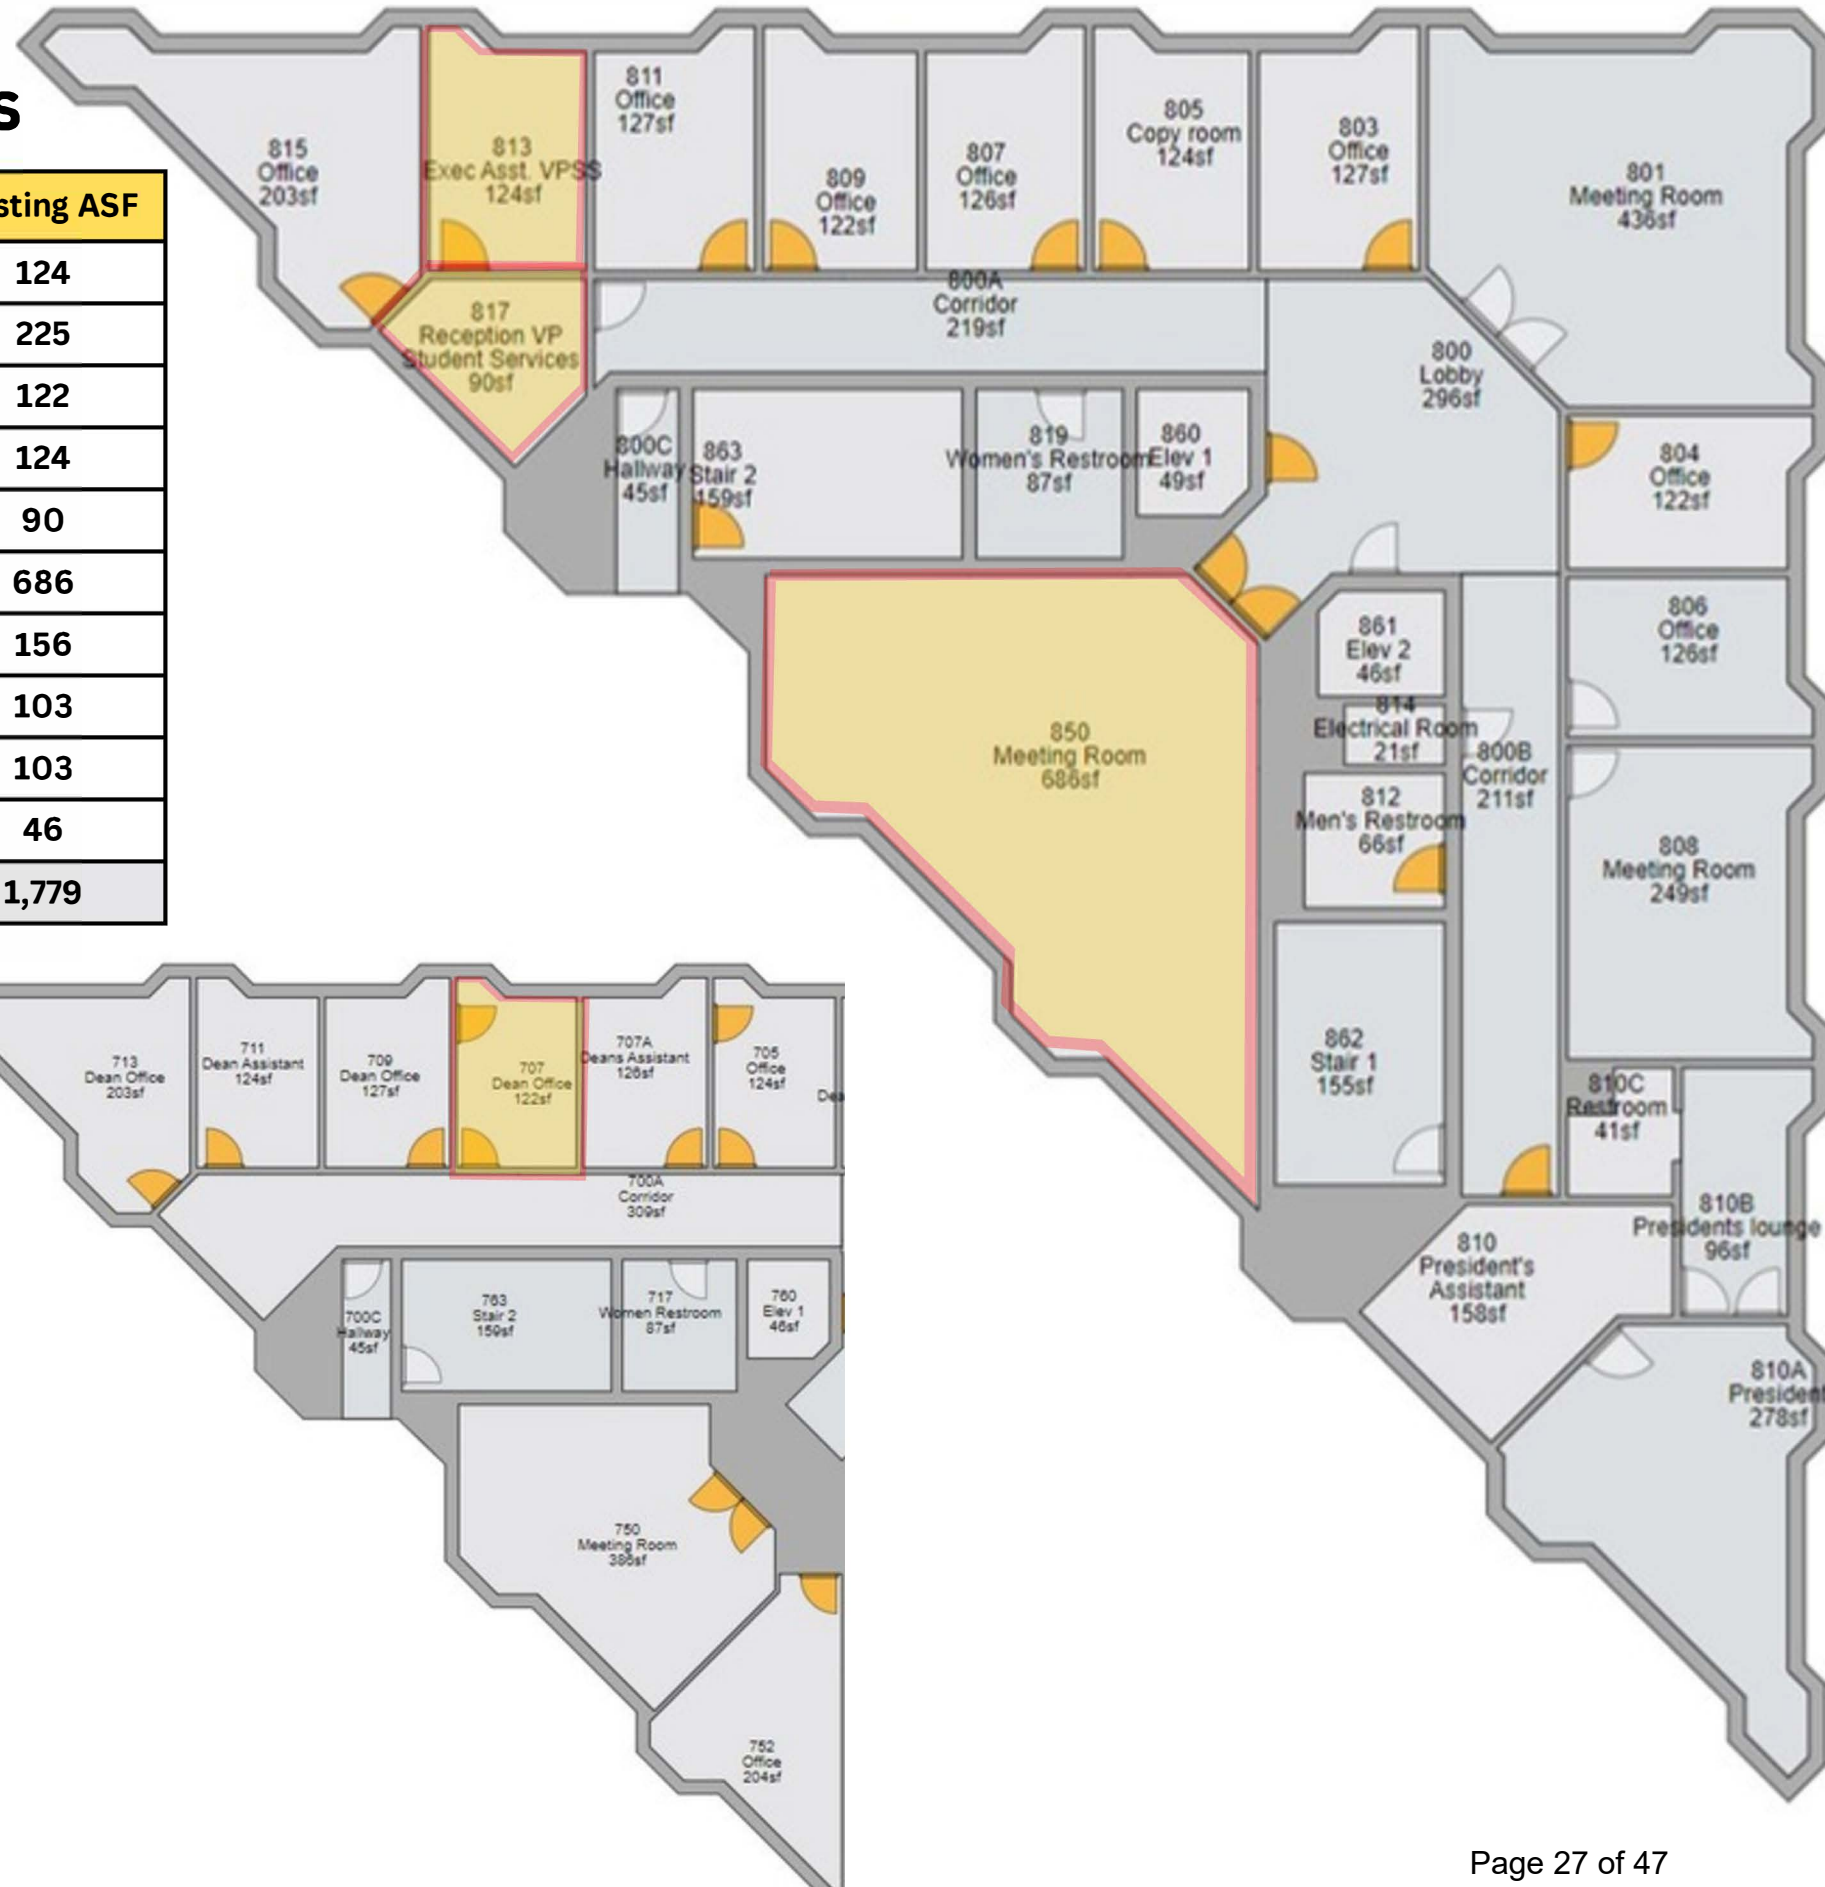 s
sting ASF
124
225
122
124
90
686
156
103
103
46
1,779
815
Office
203sf
813
Exec Asst. VPSS
124sf
811
Office
127sf
809
Office
122sf
807
Office
126sf
805
Copy room
124sf
803
Office
127sf
801
Meeting Room
436sf
817
Reception VP
Student Services
90sf
800A
Corridor
219sf
800
Lobby
296sf
800C
Hallway
45sf
863
Stair 2
159sf
819
Women's Restroom
87sf
860
Elev 1
49sf
804
Office
122sf
806
Office
126sf
861
Elev 2
46sf
814
Electrical Room
21sf
800B
Corridor
211sf
812
Men's Restroom
66sf
850
Meeting Room
686sf
808
Meeting Room
249sf
862
Stair 1
155sf
810C
Restroom
41sf
810B
Presidents lounge
96sf
810
President's
Assistant
158sf
810A
President
278sf
713
Dean Office
203sf
711
Dean Assistant
124sf
709
Dean Office
127sf
707
Dean Office
122sf
707A
Deans Assistant
126sf
705
Office
124sf
Dea
700A
Corridor
309sf
700C
Hallway
45sf
763
Stair 2
159sf
717
Women Restroom
87sf
760
Elev 1
46sf
750
Meeting Room
386sf
752
Office
204sf
Page 27 of 47